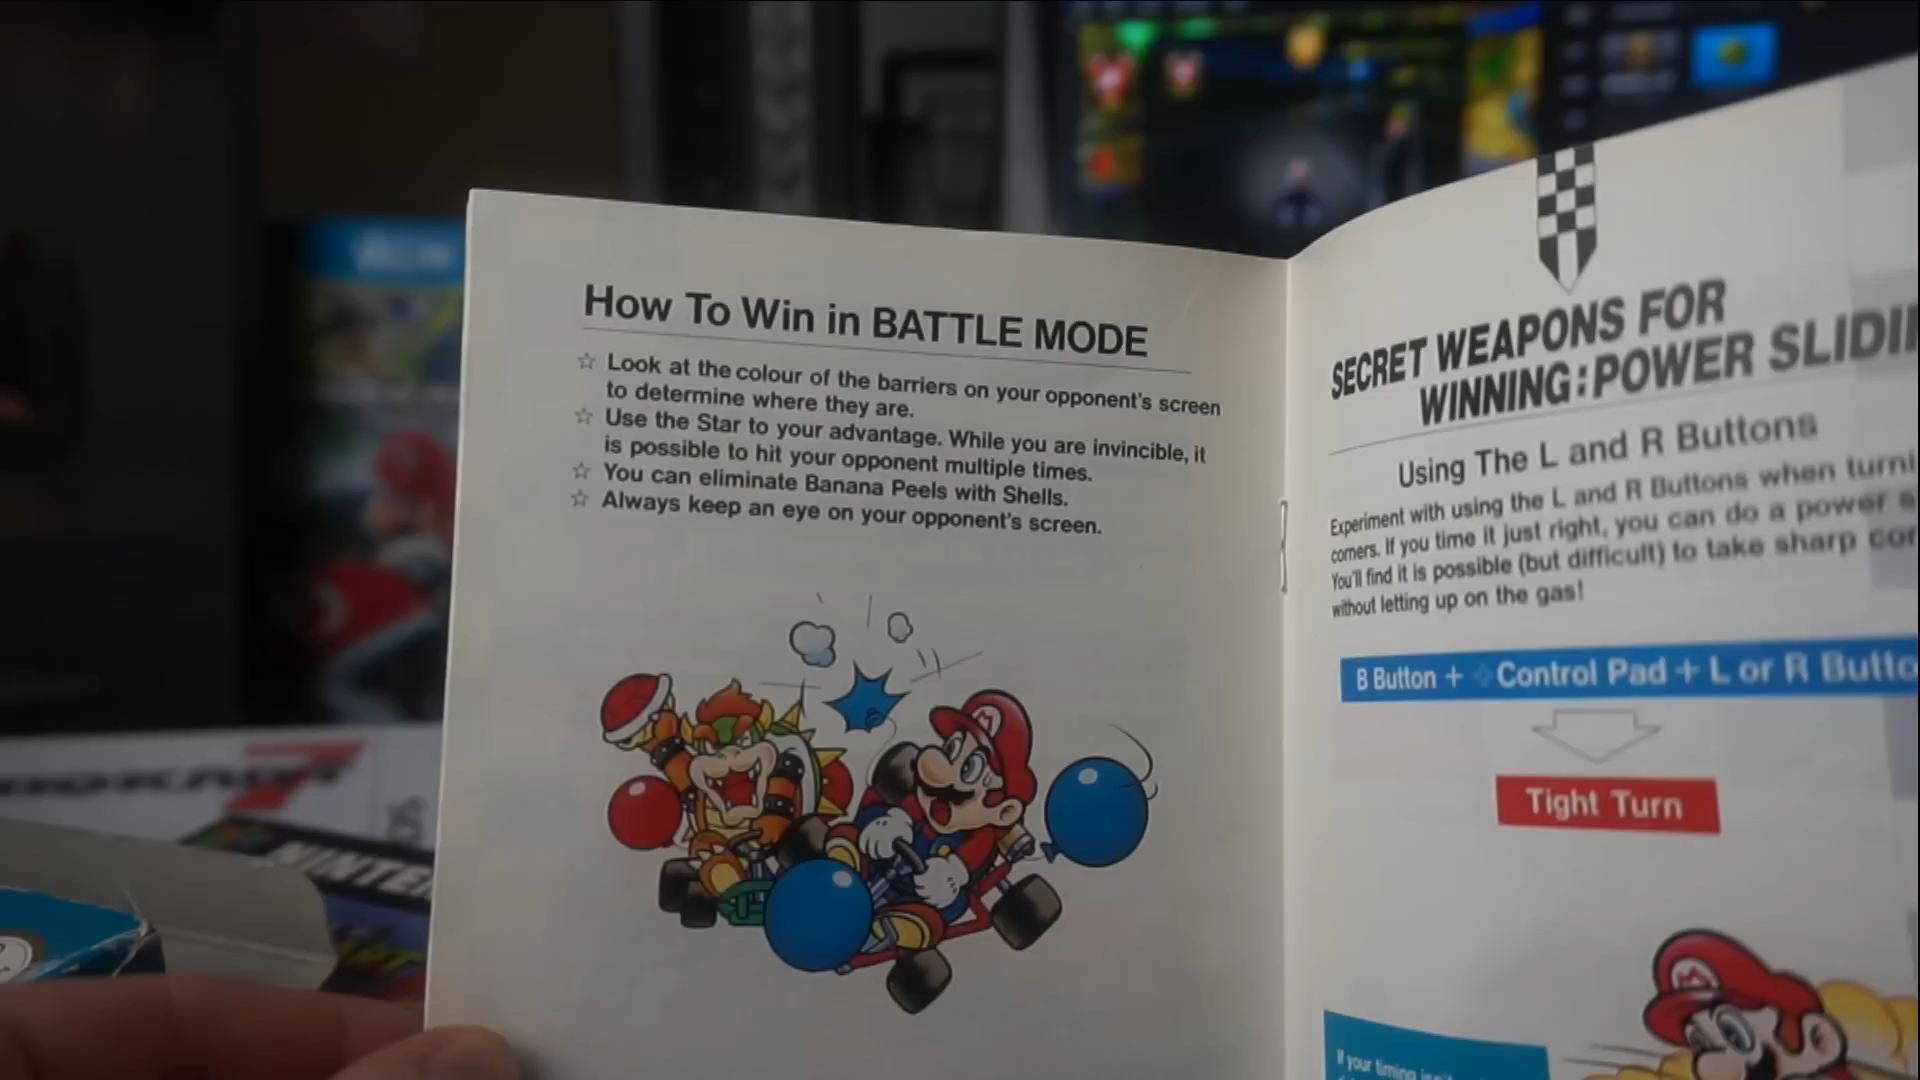 How To Win in BATTLE MODE
☆ Look at the colour of the barriers on your opponent's screen
to determine where they are.
☆ Use the Star to your advantage. While you are invincible, it
is possible to hit your opponent multiple times.
☆ You can eliminate Banana Peels with Shells.
☆ Always keep an eye on your opponent's screen.
SECRET WEAPONS FOR
WINNING: POWER
Using The L and R Buttons
Experiment with using the L and R Buttons when
corners. If you time it just right, you can do a power
You'll find it is possible (but difficult) to take sharp
without letting up on the gas!
B Button + Control Pad + L or R
Tight Turn
If your timing
7